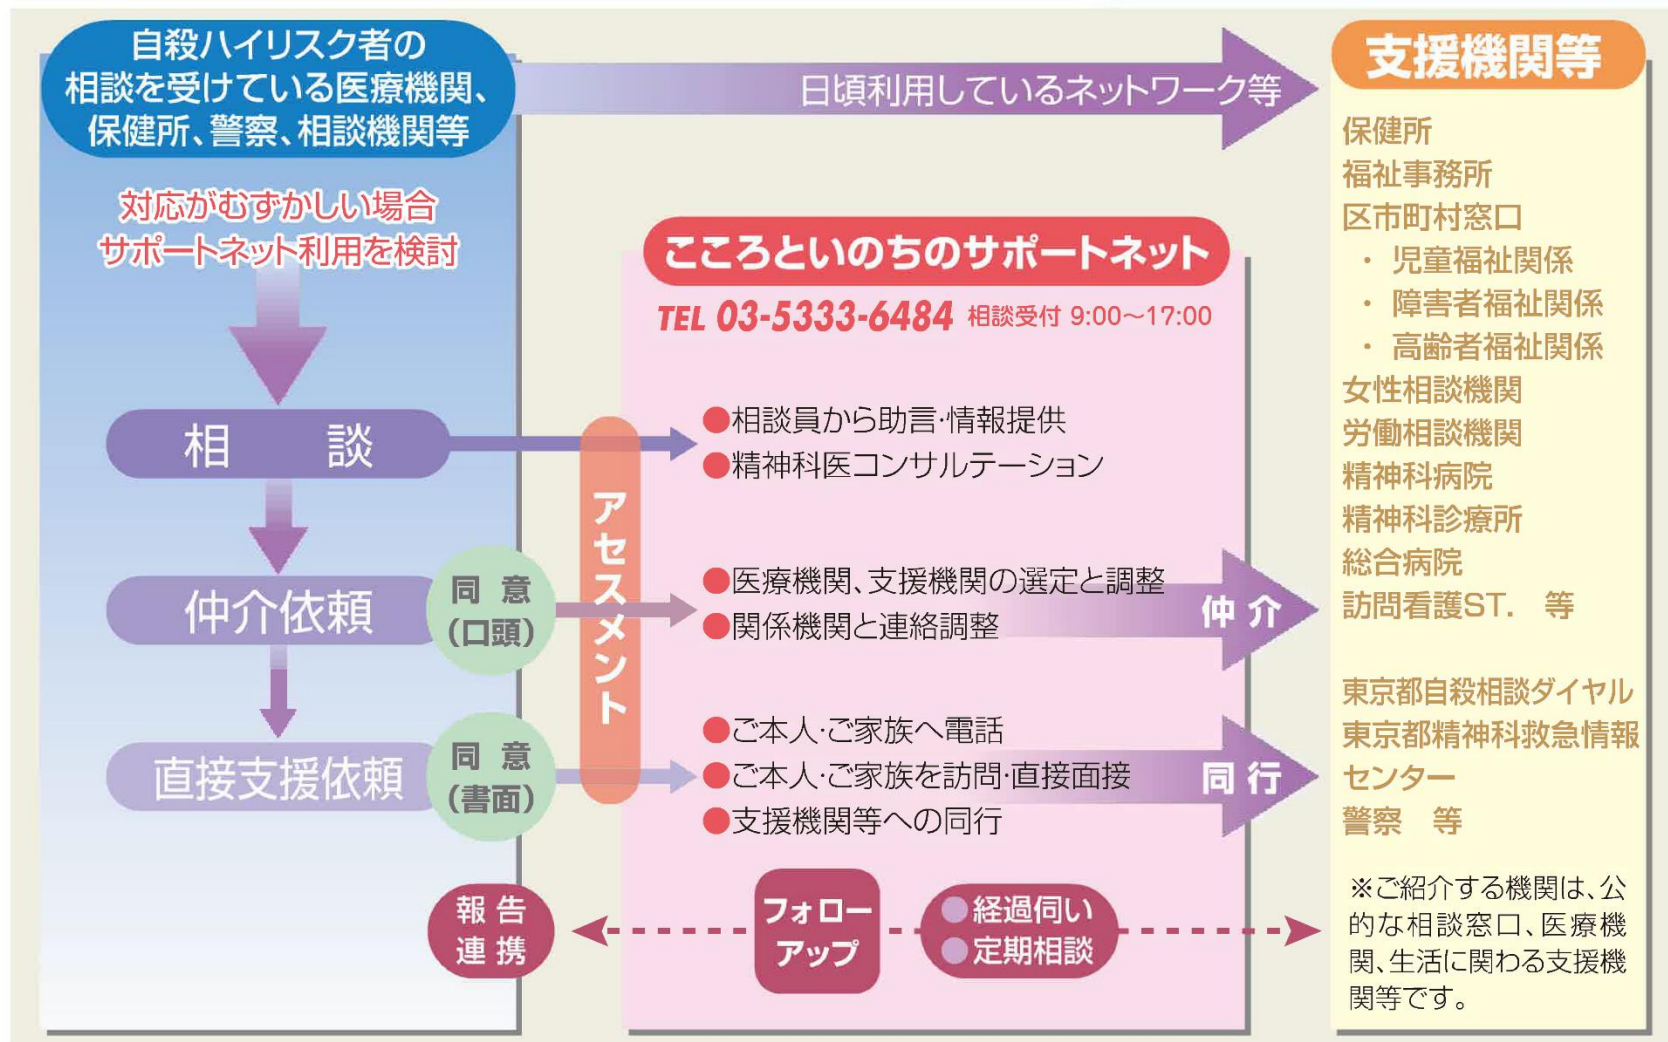 自殺ハイリスク者の
相談を受けている医療機関、
保健所、警察、相談機関等
日頃利用しているネットワーク等
対応がむずかしい場合
サポートネット利用を検討
相　談
仲介依頼
同 意
（口頭）
直接支援依頼
同 意
（書面）
アセスメント
こころといのちのサポートネット
TEL 03-5333-6484 相談受付 9:00～17:00
●相談員から助言・情報提供
●精神科医コンサルテーション
●医療機関、支援機関の選定と調整
●関係機関と連絡調整
仲 介
●ご本人・ご家族へ電話
●ご本人・ご家族を訪問・直接面接
●支援機関等への同行
同 行
報 告
連 携
フォロー
アップ
●経過伺い
●定期相談
支援機関等
保健所
福祉事務所
区市町村窓口
・ 児童福祉関係
・ 障害者福祉関係
・ 高齢者福祉関係
女性相談機関
労働相談機関
精神科病院
精神科診療所
総合病院
訪問看護ST.　等
東京都自殺相談ダイヤル
東京都精神科救急情報
センター
警察　等
※ご紹介する機関は、公
的な相談窓口、医療機
関、生活に関わる支援機
関等です。